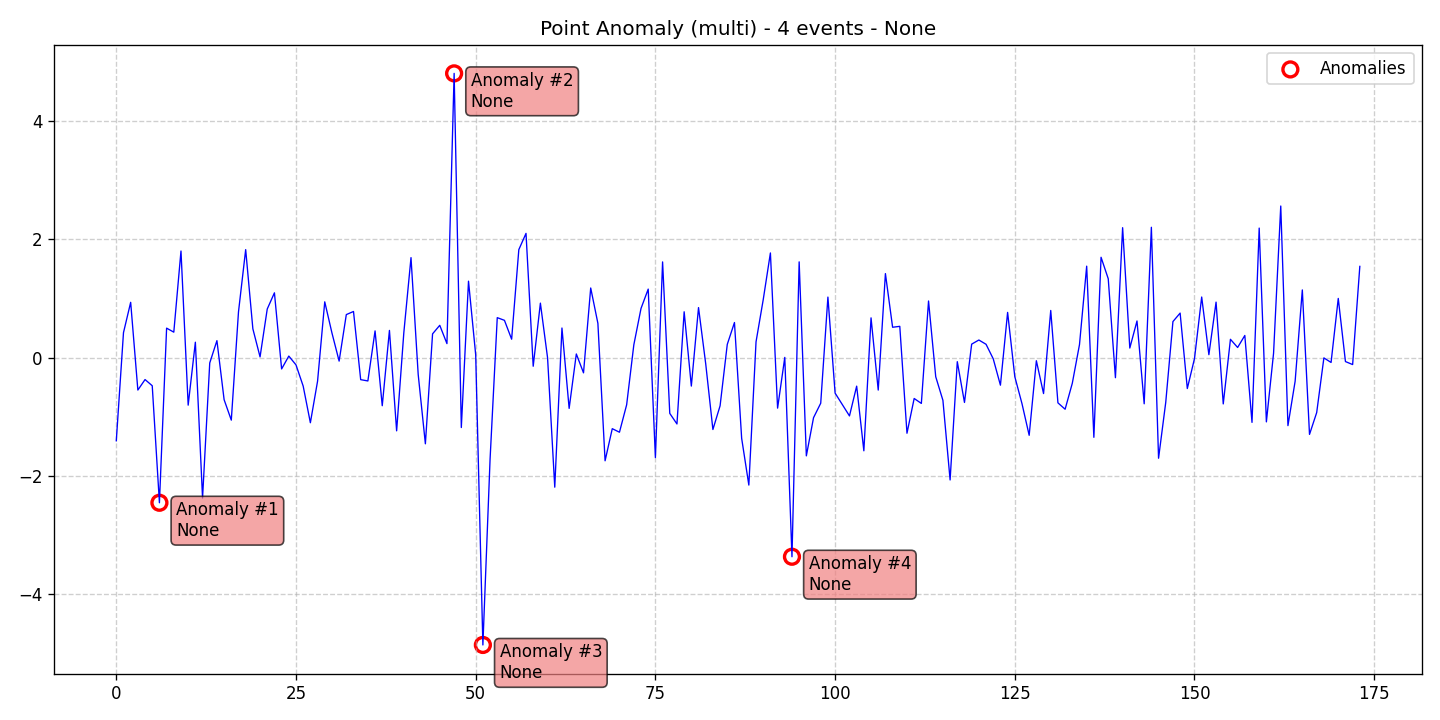 Point Anomaly (multi) - 4 events - None
Anomalies
Anomaly #2
None
Anomaly #1
None
Anomaly #4
None
Anomaly #3
None
4
2
0
−2
−4
0
25
50
75
100
125
150
175